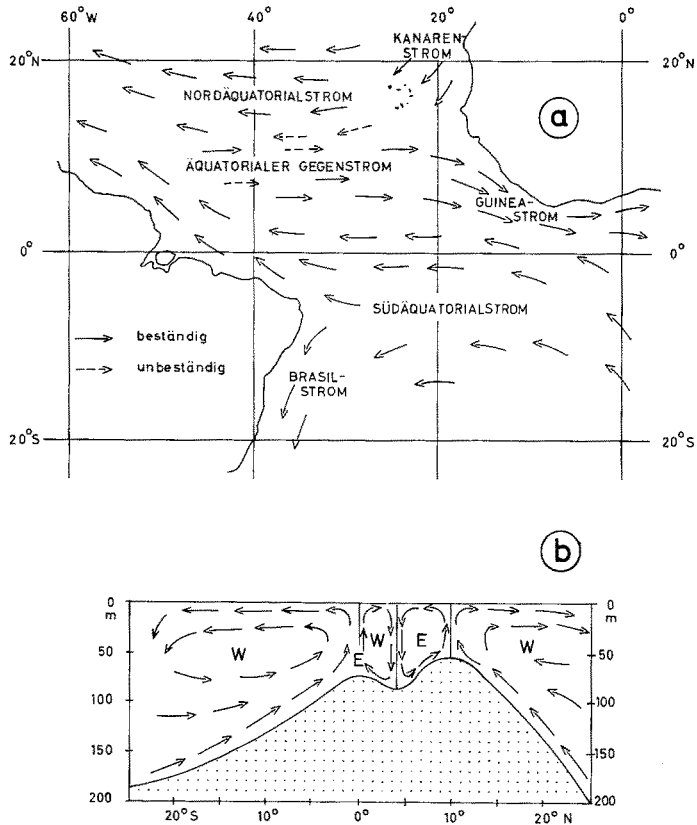 60°W
40°
20°
0°
KANAREN-
STROM
20°N
20°N
NORDÄQUATORIALSTROM
a
ÄQUATORIALER GEGENSTROM
GUINEA-
STROM
0°
0°
SÜDÄQUATORIALSTROM
beständig
unbeständig
BRASIL-
STROM
20°S
20°S
b
0
m
50
100
150
200
0
m
50
100
150
200
W
E
W
E
W
20°S
10°
0°
10°
20°N